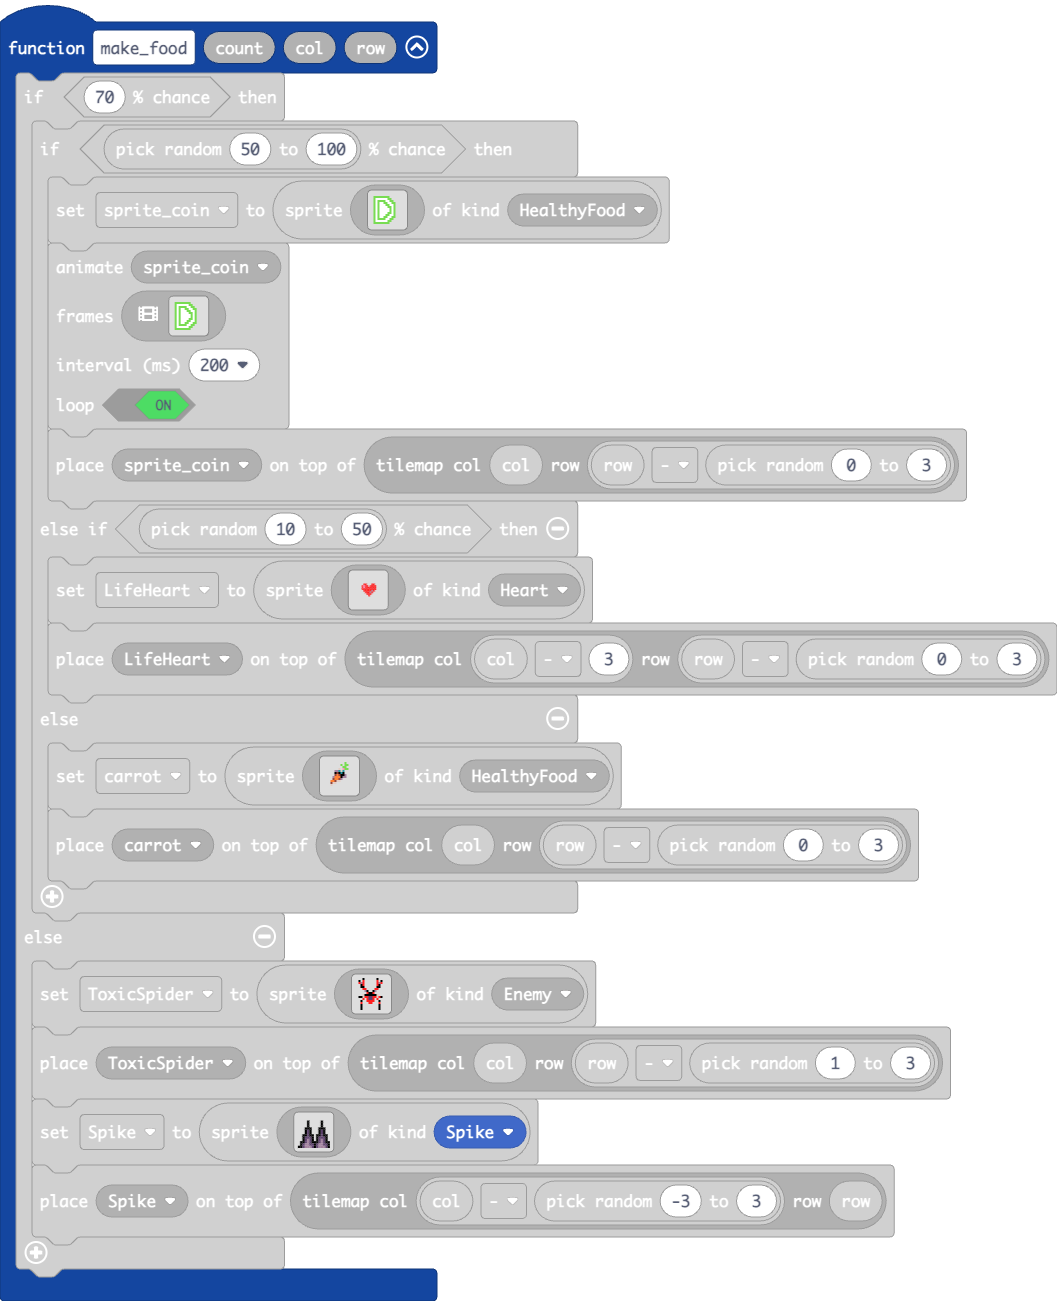 function make_food count col row
if 70 % chance then
if pick random 50 to 100 % chance then
set sprite_coin to sprite of kind HealthyFood
animate sprite_coin
frames
interval (ms) 200
loop ON
place sprite_coin on top of tilemap col col row row - pick random 0 to 3
else if pick random 10 to 50 % chance then
set LifeHeart to sprite of kind Heart
place LifeHeart on top of tilemap col col - 3 row row - pick random 0 to 3
else
set carrot to sprite of kind HealthyFood
place carrot on top of tilemap col col row row - pick random 0 to 3
else
set ToxicSpider to sprite of kind Enemy
place ToxicSpider on top of tilemap col col row row - pick random 1 to 3
set Spike to sprite of kind Spike
place Spike on top of tilemap col col - pick random -3 to 3 row row